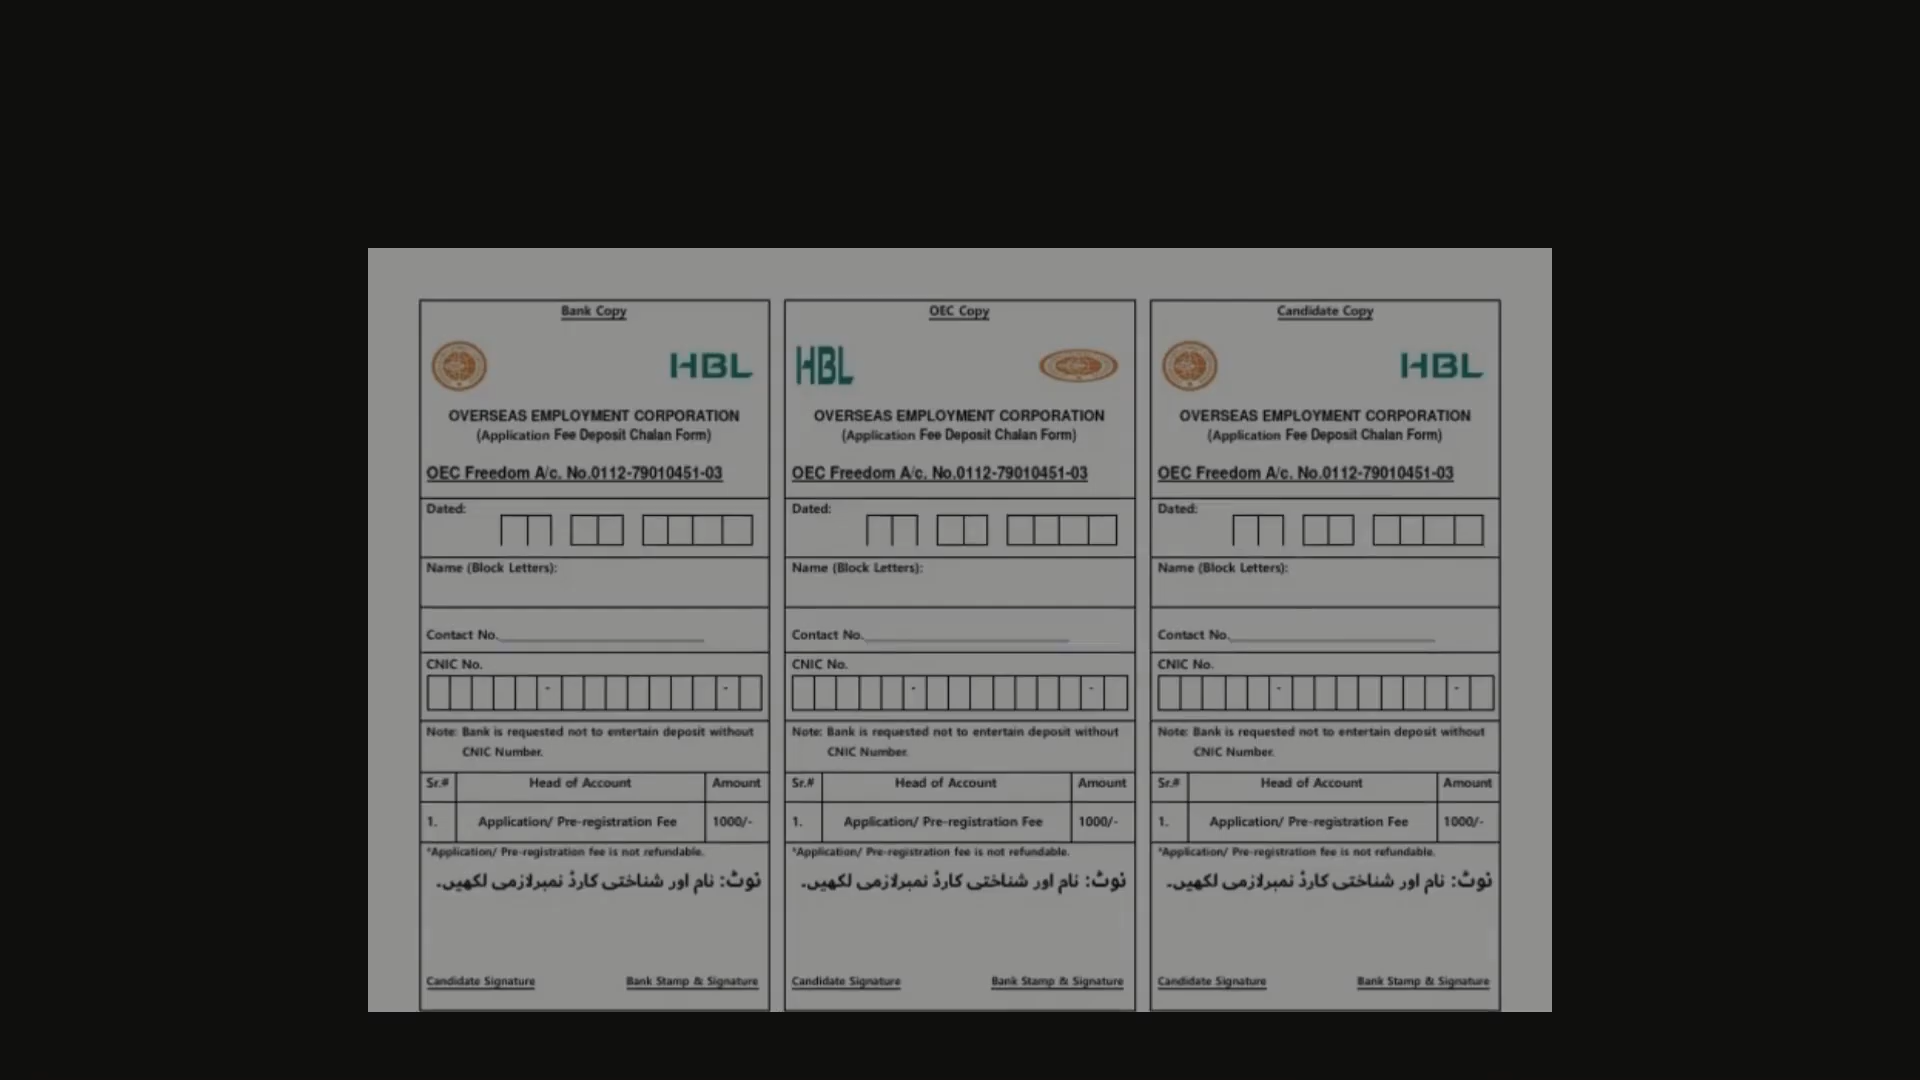 Bank Copy
HBL
OVERSEAS EMPLOYMENT CORPORATION
(Application Fee Deposit Chalan Form)
OEC Freedom A/c. No.0112-79010451-03
Dated:
Name (Block Letters):
Contact No.
CNIC No.
- -
Note: Bank is requested not to entertain deposit without
CNIC Number.
Sr.# Head of Account Amount
1. Application/ Pre-registration Fee 1000/-
*Application/ Pre-registration fee is not refundable.
نوٹ: نام اور شناختی کارڈ نمبرلازمی لکھیں۔
Candidate Signature Bank Stamp & Signature
OEC Copy
HBL
OVERSEAS EMPLOYMENT CORPORATION
(Application Fee Deposit Chalan Form)
OEC Freedom A/c. No.0112-79010451-03
Dated:
Name (Block Letters):
Contact No.
CNIC No.
- -
Note: Bank is requested not to entertain deposit without
CNIC Number.
Sr.# Head of Account Amount
1. Application/ Pre-registration Fee 1000/-
*Application/ Pre-registration fee is not refundable.
نوٹ: نام اور شناختی کارڈ نمبرلازمی لکھیں۔
Candidate Signature Bank Stamp & Signature
Candidate Copy
HBL
OVERSEAS EMPLOYMENT CORPORATION
(Application Fee Deposit Chalan Form)
OEC Freedom A/c. No.0112-79010451-03
Dated:
Name (Block Letters):
Contact No.
CNIC No.
- -
Note: Bank is requested not to entertain deposit without
CNIC Number.
Sr.# Head of Account Amount
1. Application/ Pre-registration Fee 1000/-
*Application/ Pre-registration fee is not refundable.
نوٹ: نام اور شناختی کارڈ نمبرلازمی لکھیں۔
Candidate Signature Bank Stamp & Signature